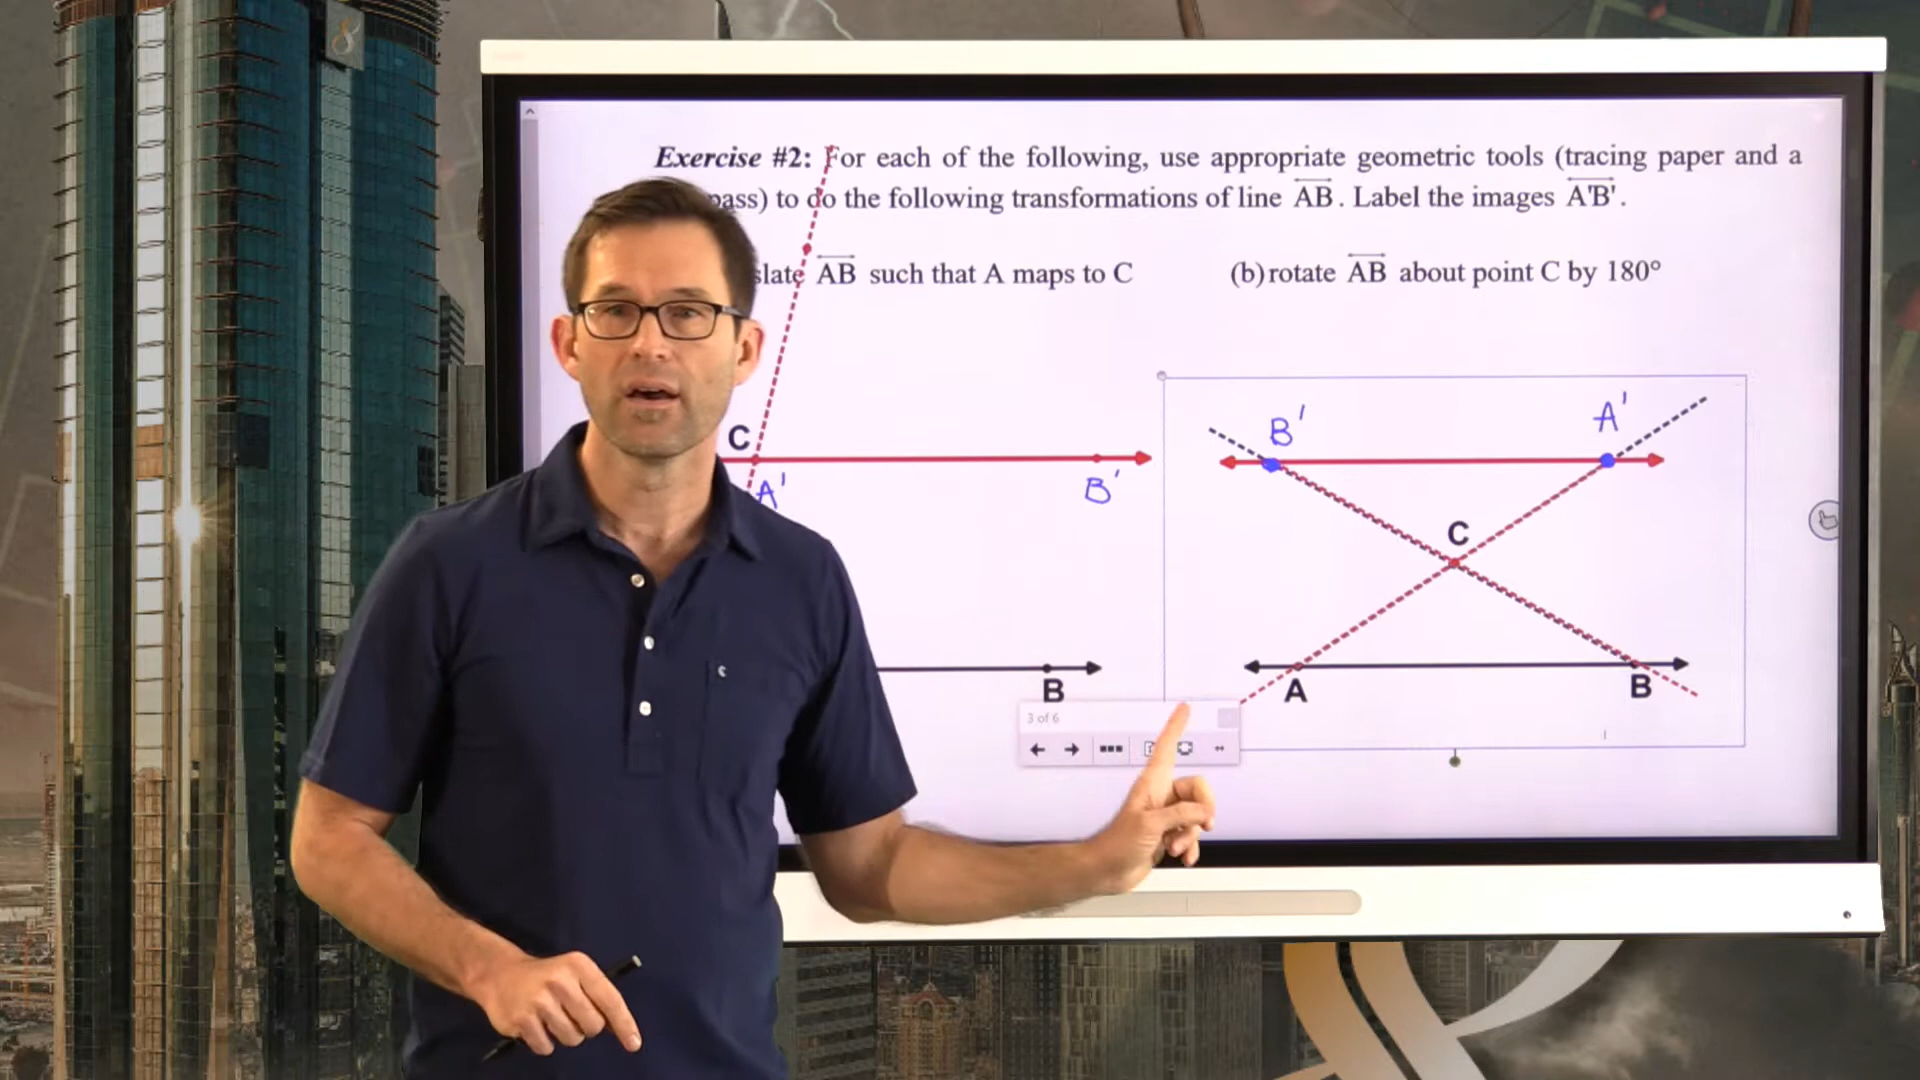 Exercise #2: For each of the following, use appropriate geometric tools (tracing paper and a
pass) to do the following transformations of line AB. Label the images A'B'.
slate AB such that A maps to C
(b) rotate AB about point C by 180°
C
A'
B'
B
B'
A'
C
A
B
3 of 6